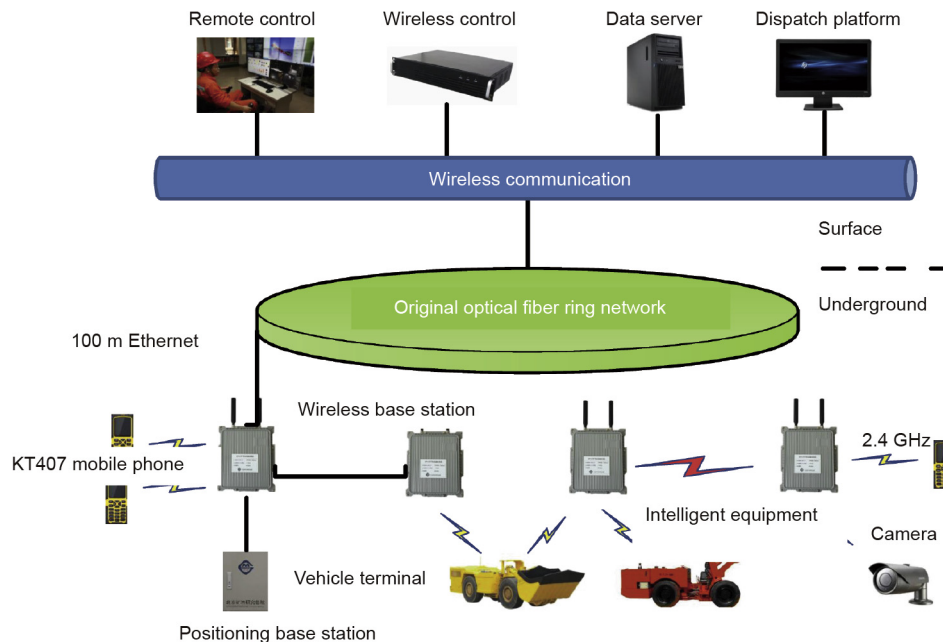 Remote control
Wireless control
Data server
Dispatch platform
Wireless communication
Surface
Underground
Original optical fiber ring network
100 m Ethernet
Wireless base station
2.4 GHz
KT407 mobile phone
Intelligent equipment
Camera
Vehicle terminal
Positioning base station